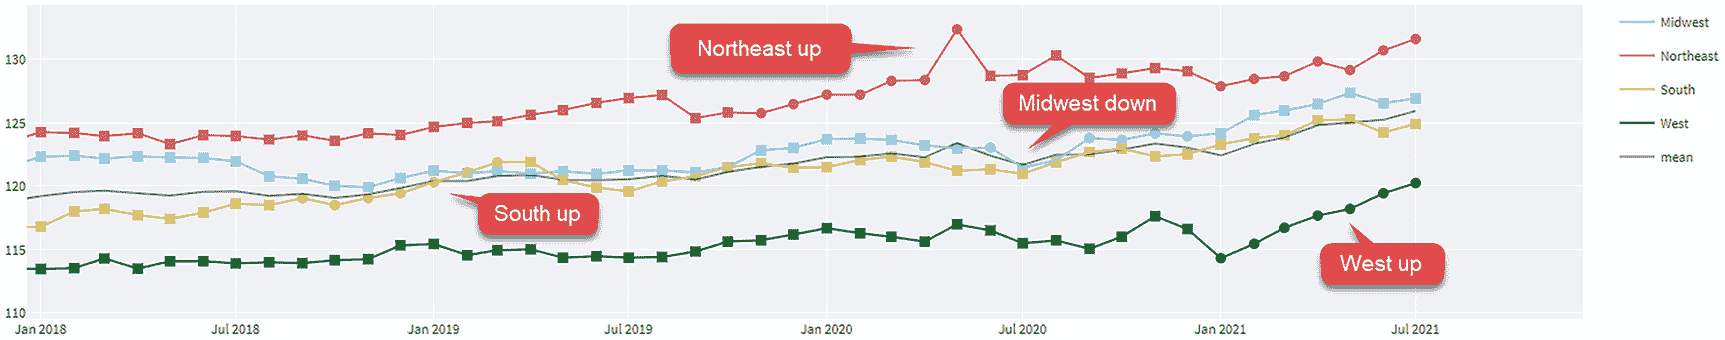 130
125
120
115
110
Jan 2018
Jul 2018
Jan 2019
Jul 2019
Jan 2020
Jul 2020
Jan 2021
Jul 2021
Northeast up
Midwest down
South up
West up
Midwest
Northeast
South
West
mean